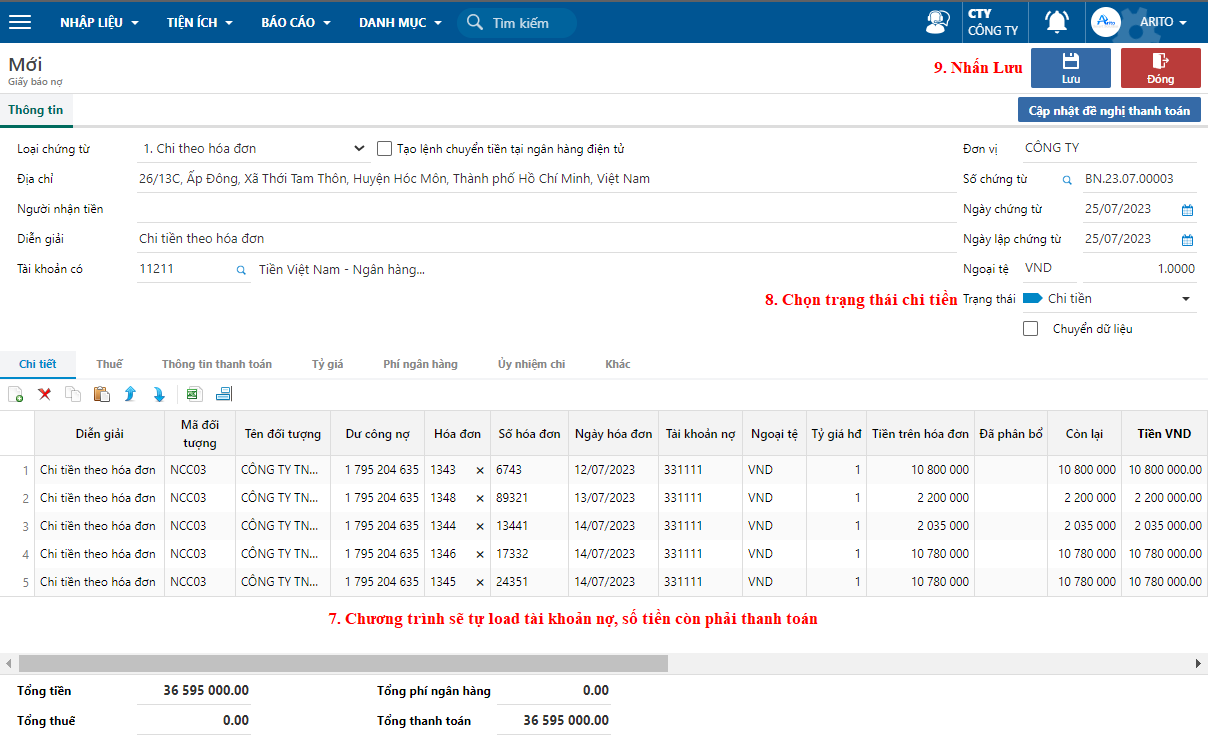 NHẬP LIỆU TIỆN ÍCH BÁO CÁO DANH MỤC Tìm kiếm CTY CÔNG TY Arito ARITO
Mới
Giấy báo nợ
9. Nhấn Lưu
Lưu Đóng
Thông tin
Cập nhật đề nghị thanh toán
Loại chứng từ 1. Chi theo hóa đơn Tạo lệnh chuyển tiền tại ngân hàng điện tử Đơn vị CÔNG TY
Địa chỉ 26/13C, Ấp Đông, Xã Thới Tam Thôn, Huyện Hóc Môn, Thành phố Hồ Chí Minh, Việt Nam Số chứng từ BN.23.07.00003
Người nhận tiền Ngày chứng từ 25/07/2023
Diễn giải Chi tiền theo hóa đơn Ngày lập chứng từ 25/07/2023
Tài khoản có 11211 Tiền Việt Nam - Ngân hàng... Ngoại tệ VND 1.0000
8. Chọn trạng thái chi tiền Trạng thái Chi tiền
Chuyển dữ liệu
Chi tiết Thuế Thông tin thanh toán Tỷ giá Phí ngân hàng Ủy nhiệm chi Khác
Diễn giải Mã đối tượng Tên đối tượng Dư công nợ Hóa đơn Số hóa đơn Ngày hóa đơn Tài khoản nợ Ngoại tệ Tỷ giá hđ Tiền trên hóa đơn Đã phân bổ Còn lại Tiền VND
1 Chi tiền theo hóa đơn NCC03 CÔNG TY TN... 1 795 204 635 1343 × 6743 12/07/2023 331111 VND 1 10 800 000 10 800 000 10 800 000.00
2 Chi tiền theo hóa đơn NCC03 CÔNG TY TN... 1 795 204 635 1348 × 89321 13/07/2023 331111 VND 1 2 200 000 2 200 000 2 200 000.00
3 Chi tiền theo hóa đơn NCC03 CÔNG TY TN... 1 795 204 635 1344 × 13441 14/07/2023 331111 VND 1 2 035 000 2 035 000 2 035 000.00
4 Chi tiền theo hóa đơn NCC03 CÔNG TY TN... 1 795 204 635 1346 × 17332 14/07/2023 331111 VND 1 10 780 000 10 780 000 10 780 000.00
5 Chi tiền theo hóa đơn NCC03 CÔNG TY TN... 1 795 204 635 1345 × 24351 14/07/2023 331111 VND 1 10 780 000 10 780 000 10 780 000.00
7. Chương trình sẽ tự load tài khoản nợ, số tiền còn phải thanh toán
Tổng tiền 36 595 000.00 Tổng phí ngân hàng 0.00
Tổng thuế 0.00 Tổng thanh toán 36 595 000.00